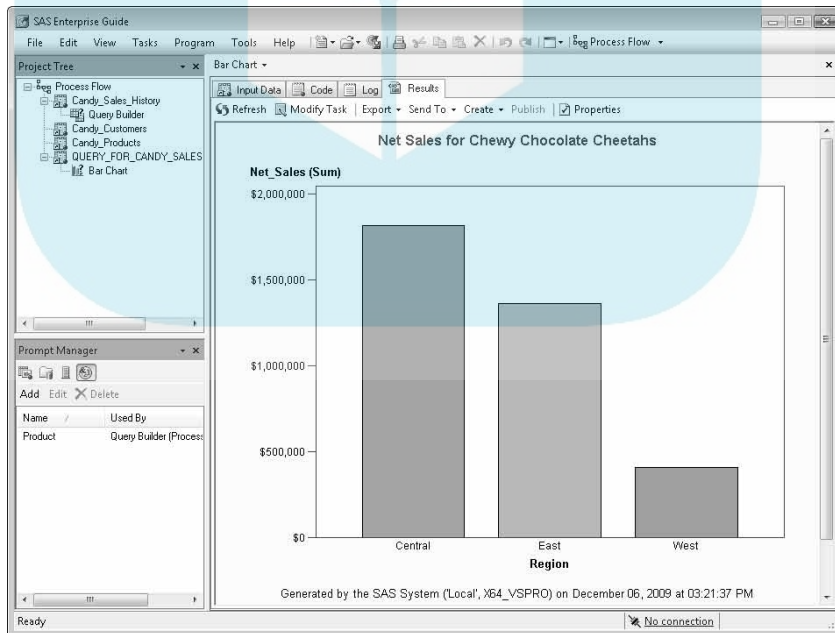 SAS Enterprise Guide
File Edit View Tasks Program Tools Help Process Flow
Project Tree
Process Flow
Candy_Sales_History
Query Builder
Candy_Customers
Candy_Products
QUERY_FOR_CANDY_SALES
Bar Chart
Prompt Manager
Add Edit Delete
Name Used By
Product Query Builder (Process
Bar Chart
Input Data Code Log Results
Refresh Modify Task Export Send To Create Publish Properties
Net Sales for Chewy Chocolate Cheetahs
Net_Sales (Sum)
$2,000,000
$1,500,000
$1,000,000
$500,000
$0
Central East West
Region
Generated by the SAS System ('Local', X64_VSPRO) on December 06, 2009 at 03:21:37 PM
Ready No connection